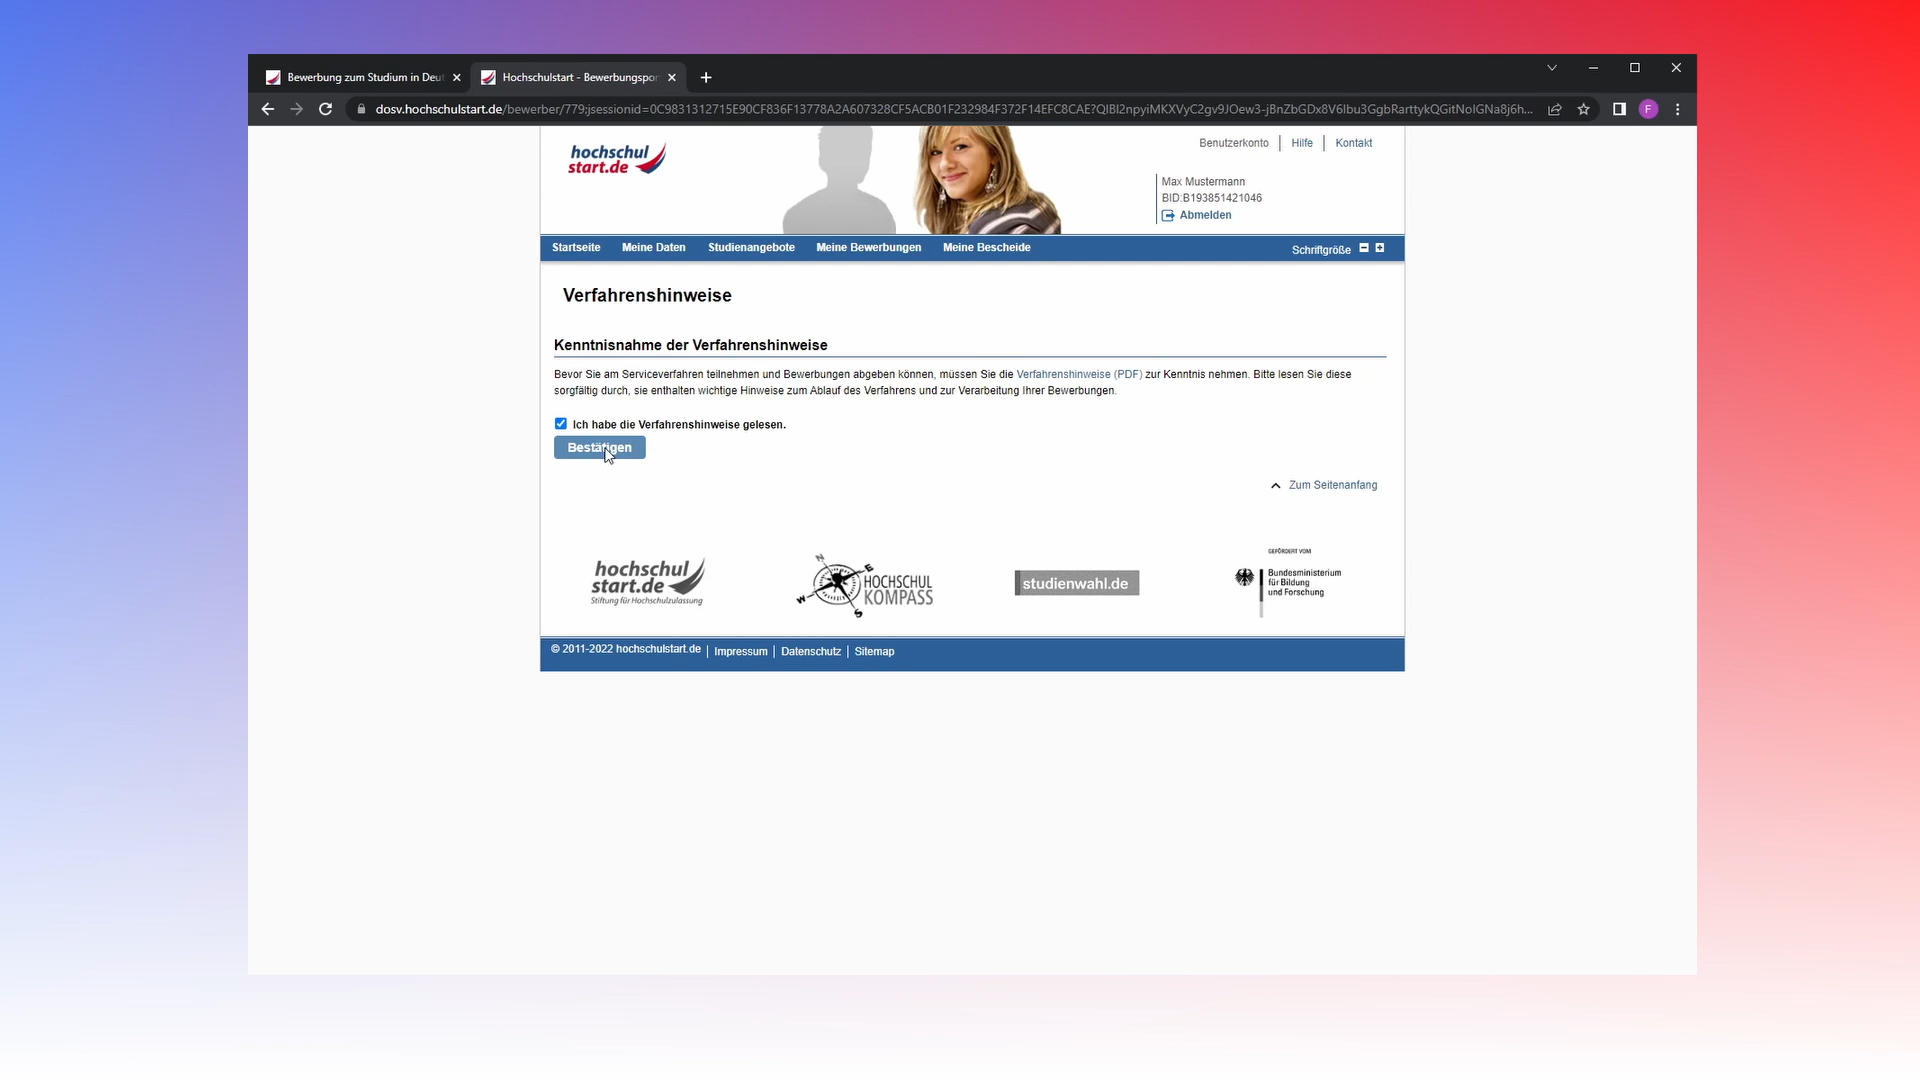 Bewerbung zum Studium in Deu
Hochschulstart - Bewerbungspor
dosv.hochschulstart.de/bewerber/779;jsessionid=0C9831312715E90CF836F13778A2A607328CF5ACB01F232984F372F14EFC8CAE?QIBI2npyiMKXVyC2gv9JOew3-jBnZbGDx8V6lbu3GgbRarttykQGitNoIGNa8j6h...
F
hochschul
start.de
Benutzerkonto
Hilfe
Kontakt
Max Mustermann
BID:B193851421046
Abmelden
Startseite
Meine Daten
Studienangebote
Meine Bewerbungen
Meine Bescheide
Schriftgröße
Verfahrenshinweise
Kenntnisnahme der Verfahrenshinweise
Bevor Sie am Serviceverfahren teilnehmen und Bewerbungen abgeben können, müssen Sie die Verfahrenshinweise (PDF) zur Kenntnis nehmen. Bitte lesen Sie diese
sorgfältig durch, sie enthalten wichtige Hinweise zum Ablauf des Verfahrens und zur Verarbeitung Ihrer Bewerbungen.
Ich habe die Verfahrenshinweise gelesen.
Bestätigen
Zum Seitenanfang
hochschul
start.de
Stiftung für Hochschulzulassung
N
E
W
S
HOCHSCHUL
KOMPASS
studienwahl.de
GEFÖRDERT VOM
Bundesministerium
für Bildung
und Forschung
© 2011-2022 hochschulstart.de
Impressum
Datenschutz
Sitemap